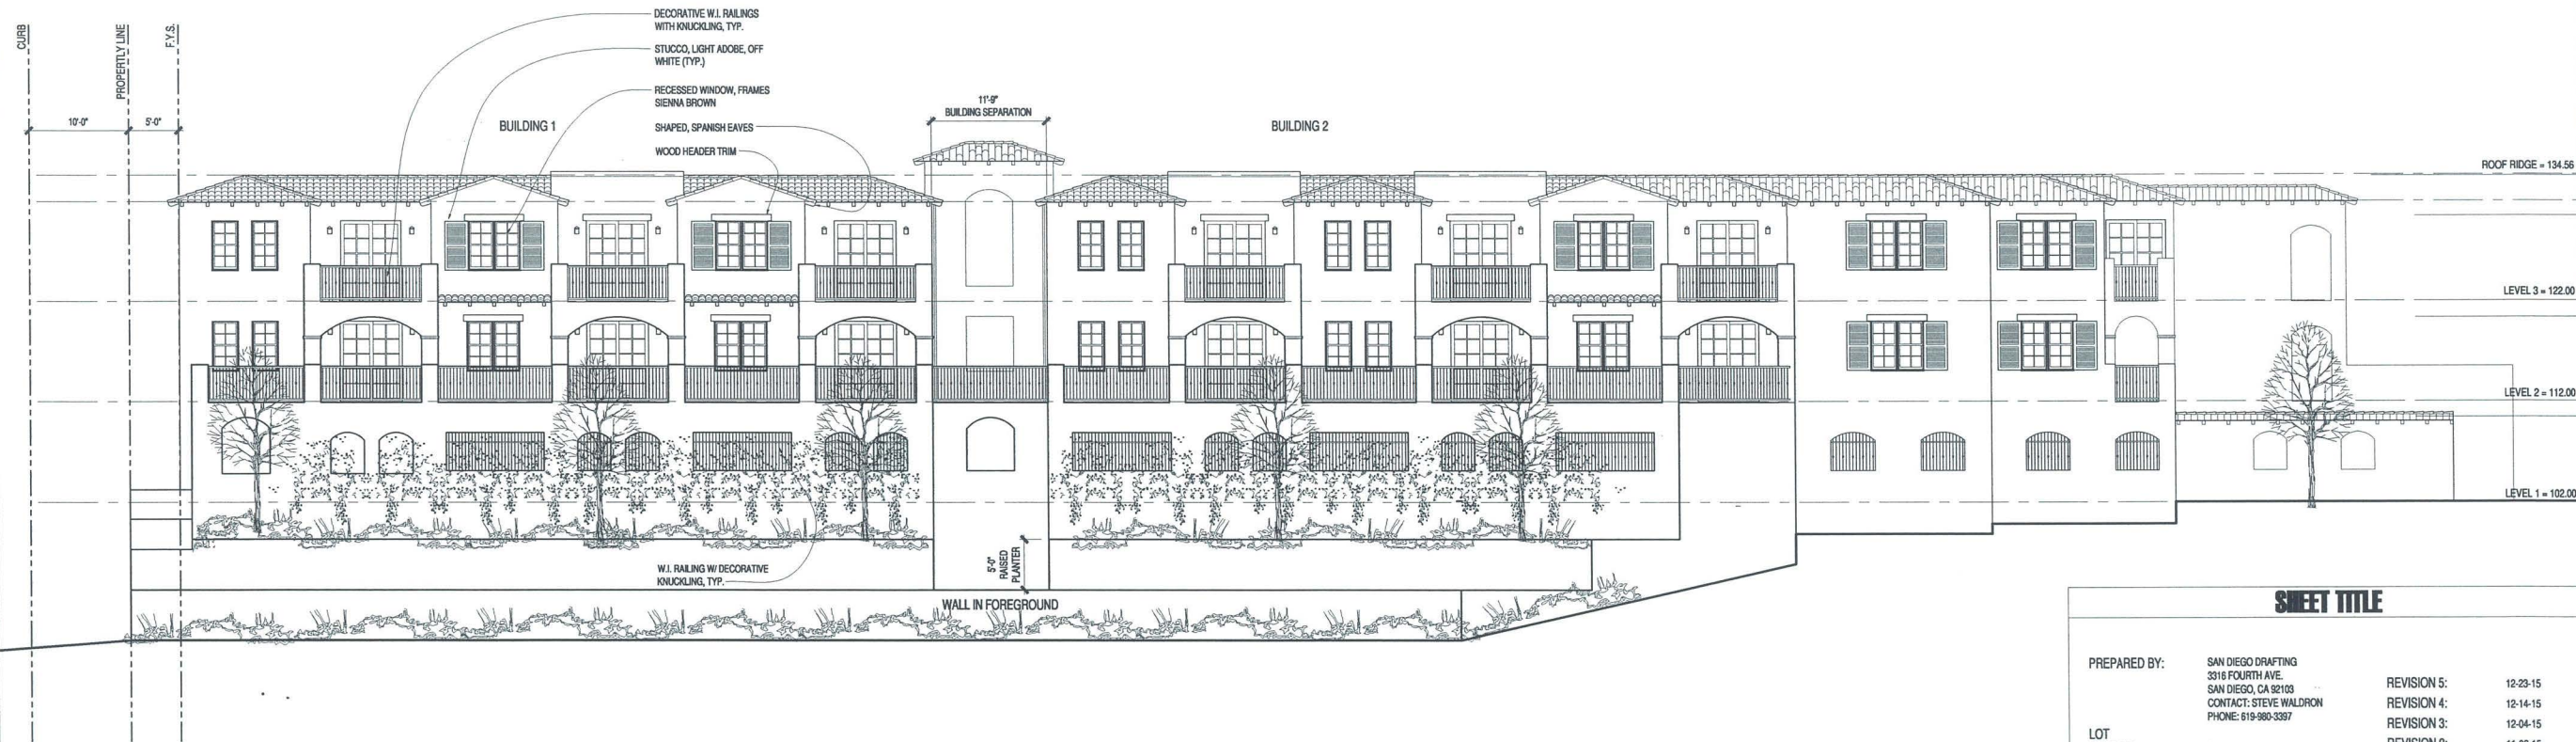 CURB
PROPERTLY LINE
F.Y.S.
10'-0"
5'-0"
DECORATIVE W.I. RAILINGS
WITH KNUCKLING, TYP.
STUCCO, LIGHT ADOBE, OFF
WHITE (TYP.)
RECESSED WINDOW, FRAMES
SIENNA BROWN
SHAPED, SPANISH EAVES
WOOD HEADER TRIM
BUILDING 1
11'-9"
BUILDING SEPARATION
BUILDING 2
ROOF RIDGE = 134.56
LEVEL 3 = 122.00
LEVEL 2 = 112.00
LEVEL 1 = 102.00
W.I. RAILING W/ DECORATIVE
KNUCKLING, TYP.
5'-0"
RAISED
PLANTER
WALL IN FOREGROUND
SHEET TITLE
PREPARED BY:
SAN DIEGO DRAFTING
3316 FOURTH AVE.
SAN DIEGO, CA 92103
CONTACT: STEVE WALDRON
PHONE: 619-980-3397
REVISION 5: 12-23-15
REVISION 4: 12-14-15
REVISION 3: 12-04-15
LOT